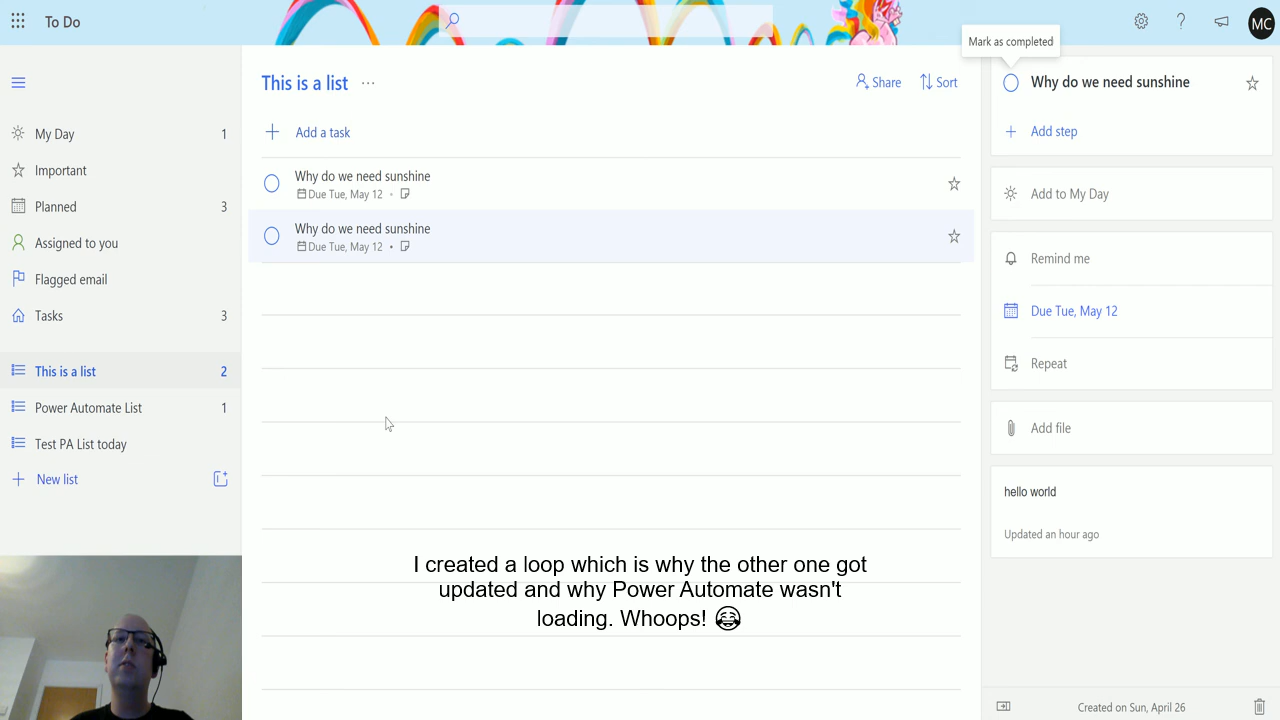 To Do
MC
Mark as completed
This is a list ...
Share
Sort
Why do we need sunshine
Add step
My Day 1
Important
Planned 3
Assigned to you
Flagged email
Tasks 3
This is a list 2
Power Automate List 1
Test PA List today
New list
Add a task
Why do we need sunshine
Due Tue, May 12 •
Why do we need sunshine
Due Tue, May 12 •
Add to My Day
Remind me
Due Tue, May 12
Repeat
Add file
hello world
Updated an hour ago
Created on Sun, April 26
I created a loop which is why the other one got
updated and why Power Automate wasn't
loading. Whoops! 😂